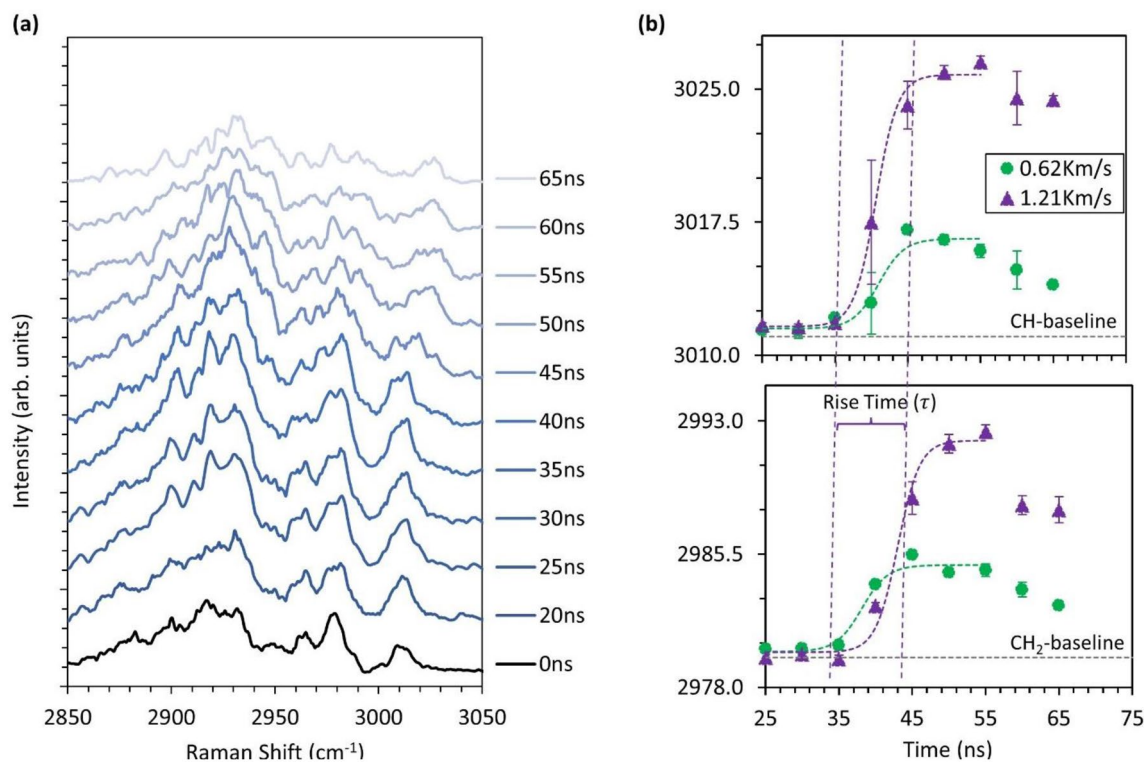 (a)
Intensity (arb. units)
65ns
60ns
55ns
50ns
45ns
40ns
35ns
30ns
25ns
20ns
0ns
2850 2900 2950 3000 3050
Raman Shift (cm⁻¹)
(b)
3025.0
3017.5
3010.0
0.62Km/s
1.21Km/s
CH-baseline
2993.0
2985.5
2978.0
Rise Time (τ)
CH₂-baseline
25 35 45 55 65 75
Time (ns)